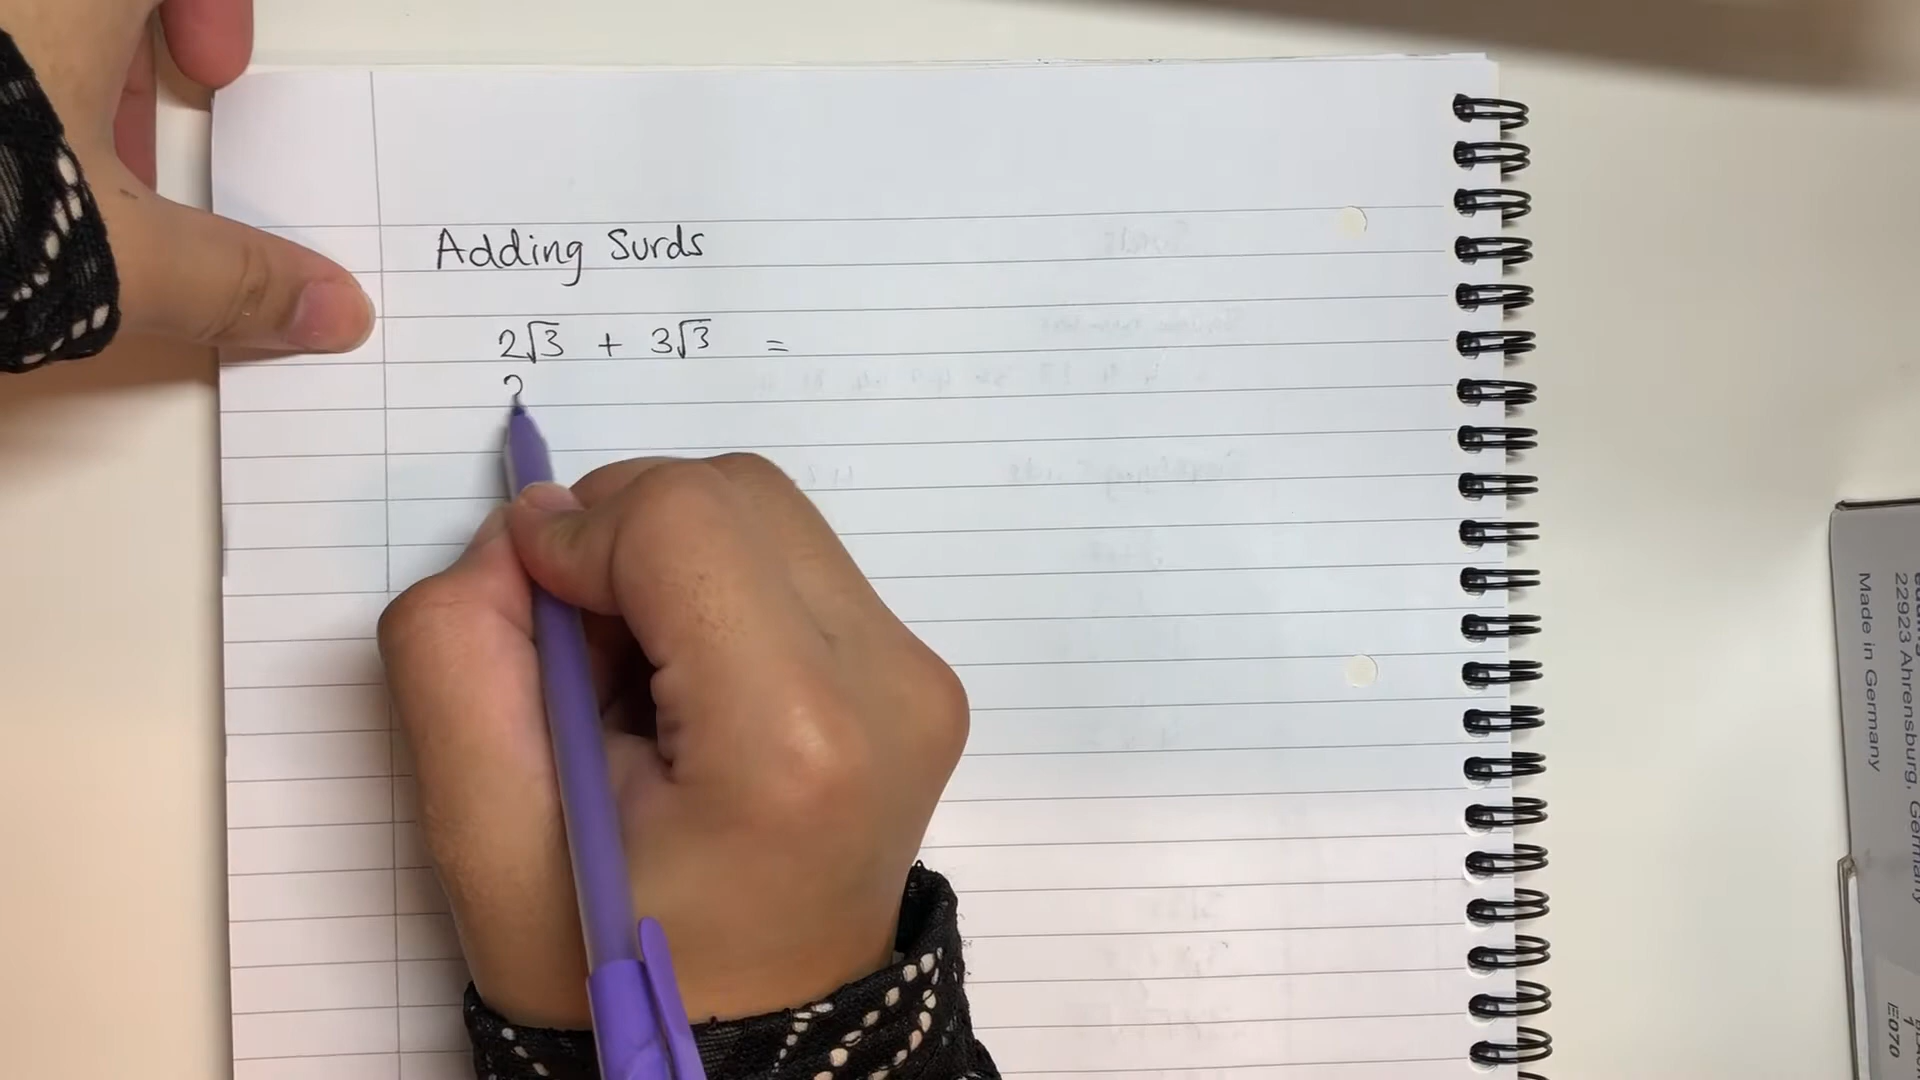 Adding Surds
2√3 + 3√3 =
2
22923 Ahrensburg, Germany
Made in Germany
E070